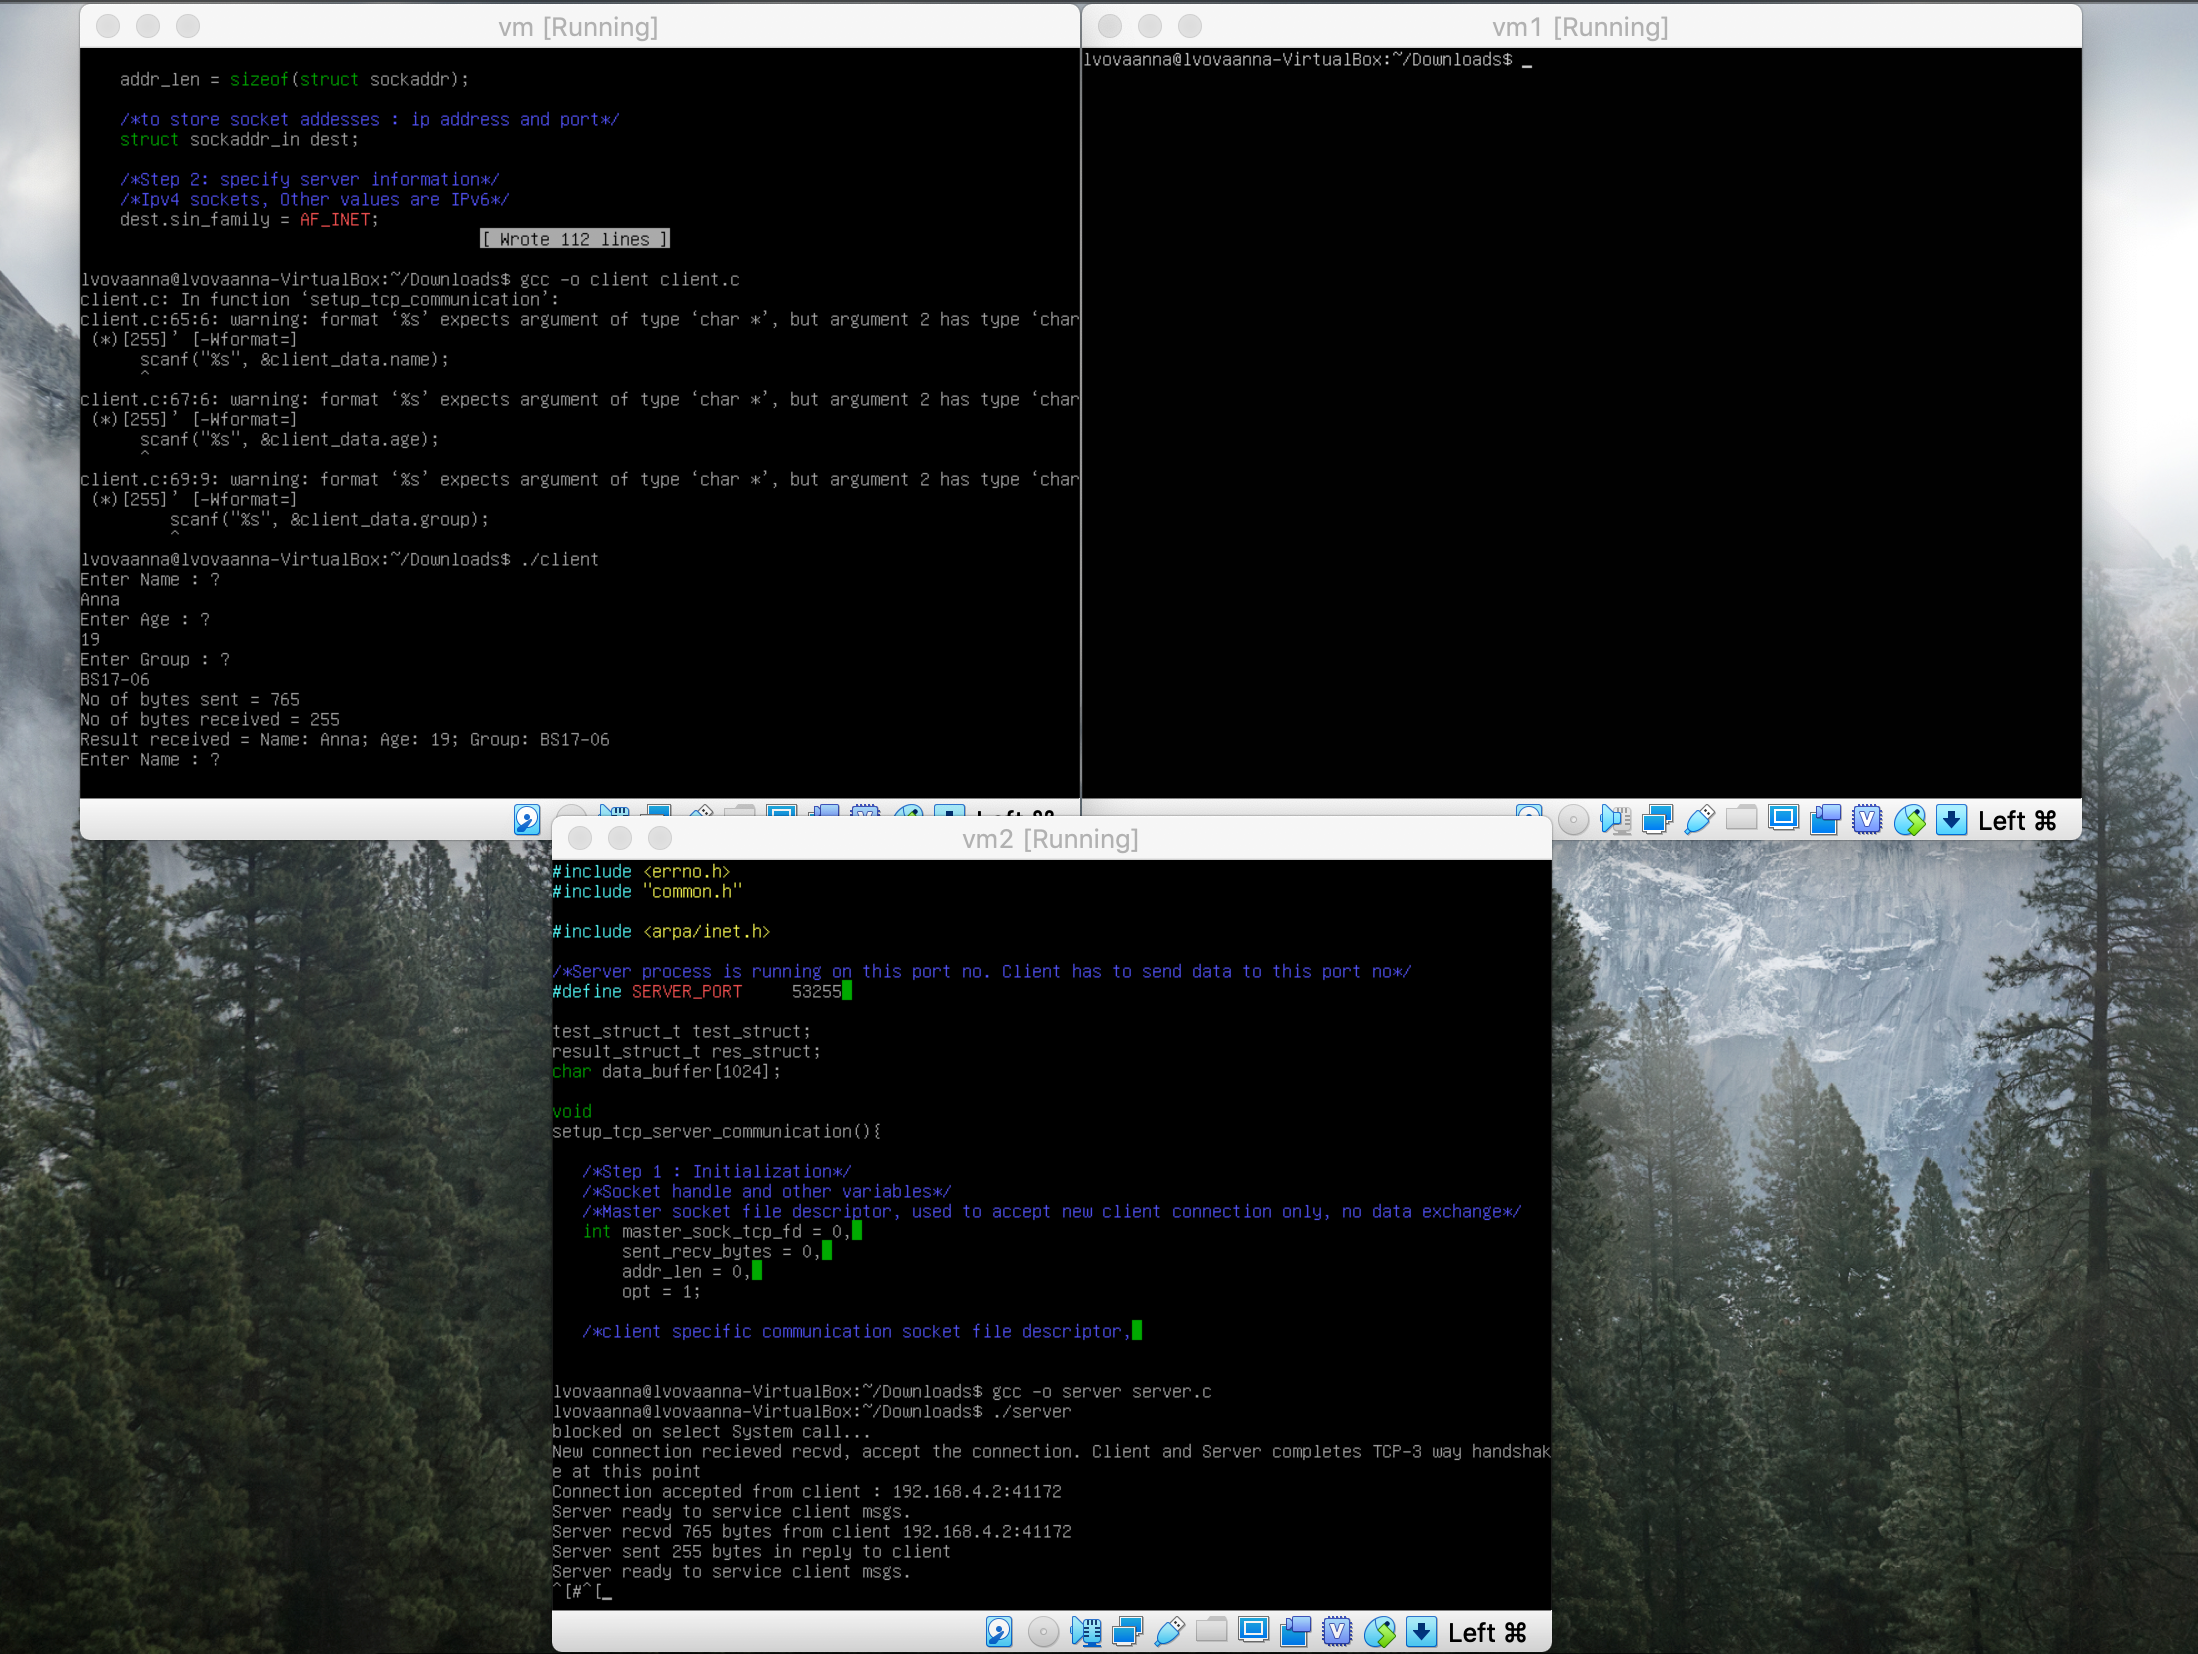 vm [Running]
addr_len = sizeof(struct sockaddr);
/*to store socket addesses : ip address and port*/
struct sockaddr_in dest;
/*Step 2: specify server information*/
/*Ipv4 sockets, Other values are IPv6*/
dest.sin_family = AF_INET;
[ Wrote 112 lines ]
lvovaanna@lvovaanna-VirtualBox:~/Downloads$ gcc -o client client.c
client.c: In function ‘setup_tcp_communication’:
client.c:65:6: warning: format ‘%s’ expects argument of type ‘char *’, but argument 2 has type ‘char
(*)[255]’ [-Wformat=]
scanf("%s", &client_data.name);
^
client.c:67:6: warning: format ‘%s’ expects argument of type ‘char *’, but argument 2 has type ‘char
(*)[255]’ [-Wformat=]
scanf("%s", &client_data.age);
^
client.c:69:9: warning: format ‘%s’ expects argument of type ‘char *’, but argument 2 has type ‘char
(*)[255]’ [-Wformat=]
scanf("%s", &client_data.group);
^
lvovaanna@lvovaanna-VirtualBox:~/Downloads$ ./client
Enter Name : ?
Anna
Enter Age : ?
19
Enter Group : ?
BS17-06
No of bytes sent = 765
No of bytes received = 255
Result received = Name: Anna; Age: 19; Group: BS17-06
Enter Name : ?
Left ⌘
vm1 [Running]
lvovaanna@lvovaanna-VirtualBox:~/Downloads$ _
Left ⌘
vm2 [Running]
#include <errno.h>
#include "common.h"
#include <arpa/inet.h>
/*Server process is running on this port no. Client has to send data to this port no*/
#define SERVER_PORT     53255
test_struct_t test_struct;
result_struct_t res_struct;
char data_buffer[1024];
void
setup_tcp_server_communication(){
/*Step 1 : Initialization*/
/*Socket handle and other variables*/
/*Master socket file descriptor, used to accept new client connection only, no data exchange*/
int master_sock_tcp_fd = 0,
sent_recv_bytes = 0,
addr_len = 0,
opt = 1;
/*client specific communication socket file descriptor,
lvovaanna@lvovaanna-VirtualBox:~/Downloads$ gcc -o server server.c
lvovaanna@lvovaanna-VirtualBox:~/Downloads$ ./server
blocked on select System call...
New connection recieved recvd, accept the connection. Client and Server completes TCP-3 way handshak
e at this point
Connection accepted from client : 192.168.4.2:41172
Server ready to service client msgs.
Server recvd 765 bytes from client 192.168.4.2:41172
Server sent 255 bytes in reply to client
Server ready to service client msgs.
^[#^[_
Left ⌘